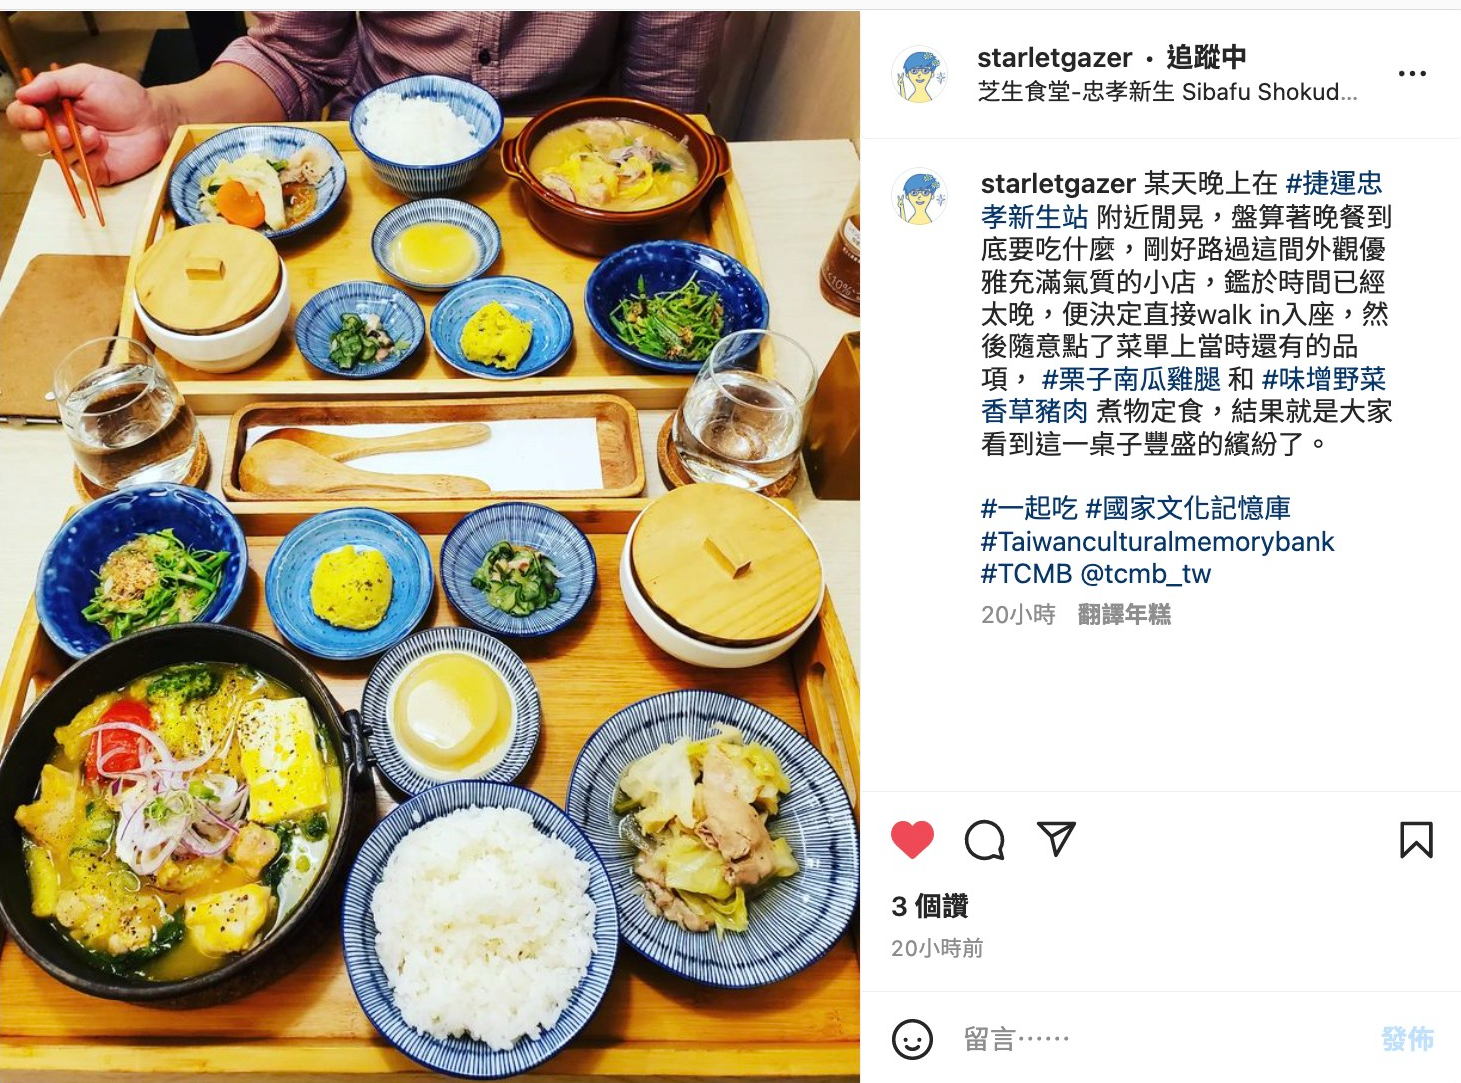 starletgazer • 追蹤中
芝生食堂-忠孝新生 Sibafu Shokud...
starletgazer 某天晚上在 #捷運忠
孝新生站 附近閒晃，盤算著晚餐到
底要吃什麼，剛好路過這間外觀優
雅充滿氣質的小店，鑑於時間已經
太晚，便決定直接walk in入座，然
後隨意點了菜單上當時還有的品
項， #栗子南瓜雞腿 和 #味增野菜
香草豬肉 煮物定食，結果就是大家
看到這一桌子豐盛的繽紛了。
#一起吃 #國家文化記憶庫
#Taiwanculturalmemorybank
#TCMB @tcmb_tw
20小時 翻譯年糕
3 個讚
20小時前
留言……
發佈